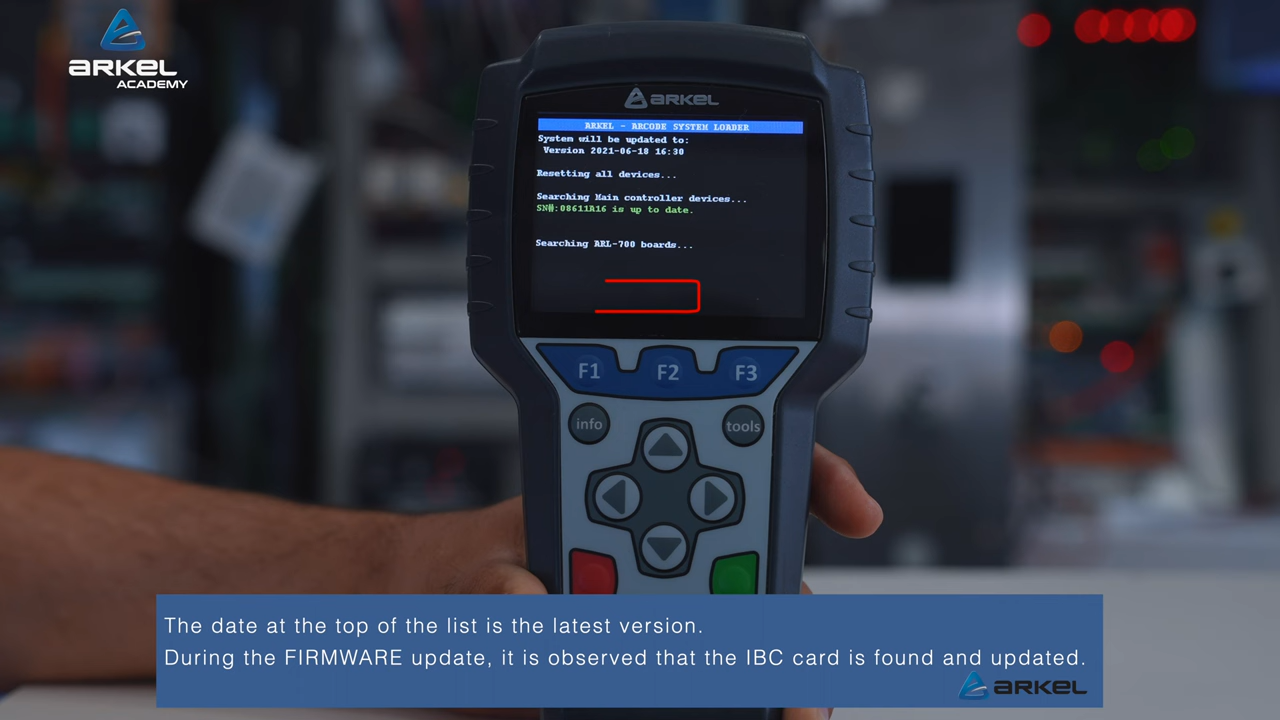 ARKEL
ACADEMY
ARKEL
ARKEL - ARCODE SYSTEM LOADER
System will be updated to:
Version 2021-06-18 16:30
Resetting all devices...
Searching Main controller devices...
SN#:08611A16 is up to date.
Searching ARL-700 boards...
F1
F2
F3
info
tools
The date at the top of the list is the latest version.
During the FIRMWARE update, it is observed that the IBC card is found and updated.
ARKEL